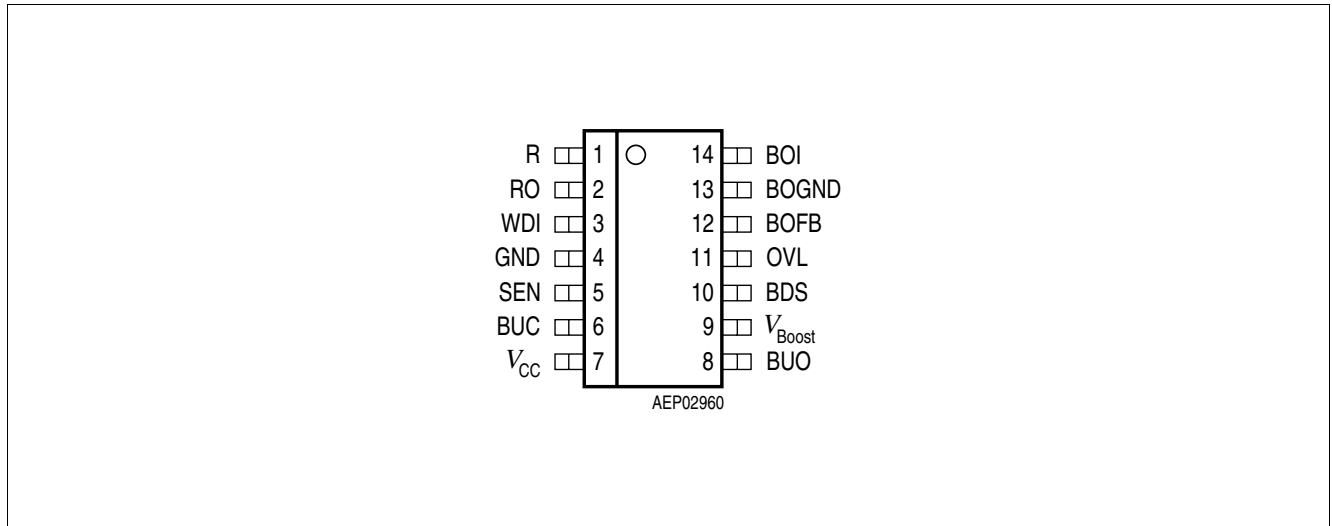 R 1 14 BOI
RO 2 13 BOGND
WDI 3 12 BOFB
GND 4 11 OVL
SEN 5 10 BDS
BUC 6 9 VBoost
VCC 7 8 BUO
AEP02960